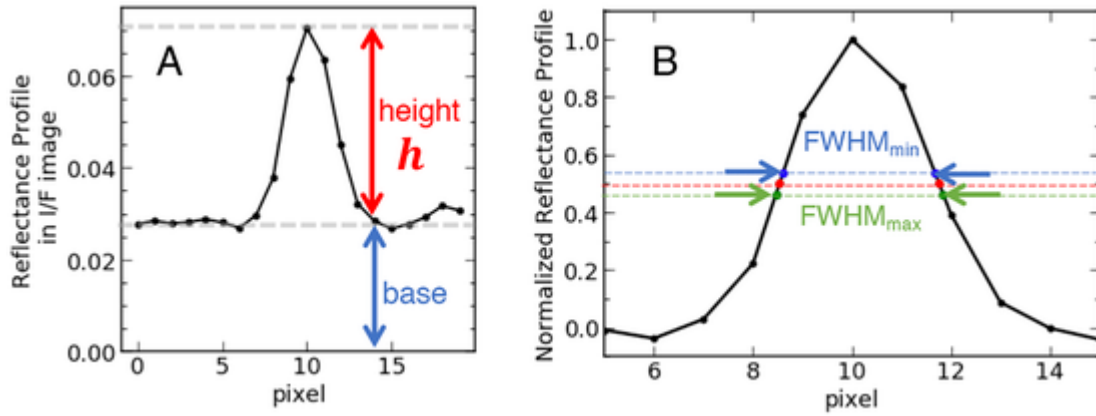 Reflectance Profile
in I/F image
0.06
0.04
0.02
0.00
A
height
h
base
0
5
10
15
pixel
Normalized Reflectance Profile
1.0
0.8
0.6
0.4
0.2
0.0
B
FWHMmin
FWHMmax
6
8
10
12
14
pixel